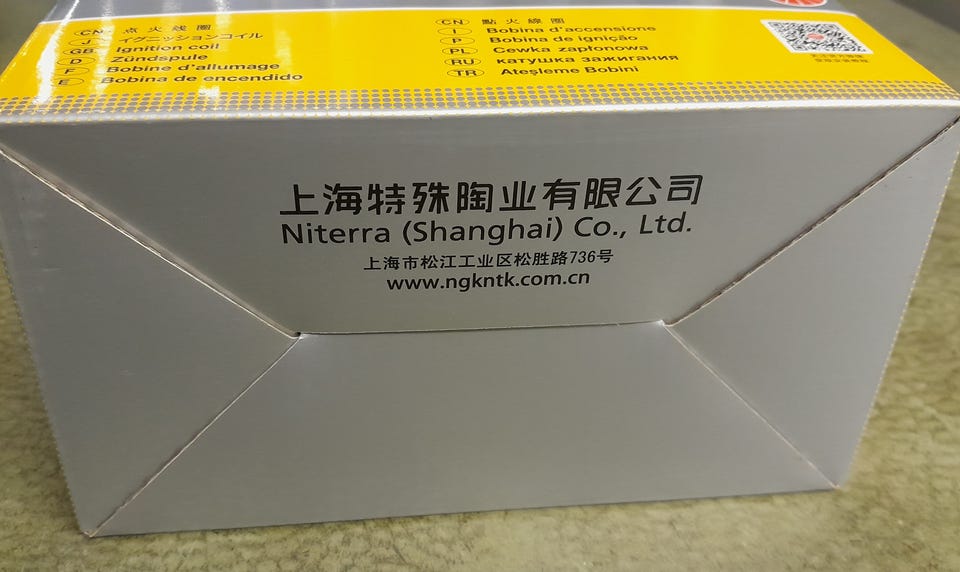 CN 点火线圈
J イグニッションコイル
GB Ignition coil
D Zündspule
F Bobine d'allumage
E Bobina de encendido
CN 點火線圈
I Bobina d'accensione
P Bobina de ignição
PL Cewka zapłonowa
RU катушка зажигания
TR Ateşleme Bobini
上海特殊陶业有限公司
Niterra (Shanghai) Co., Ltd.
上海市松江工业区松胜路736号
www.ngkntk.com.cn